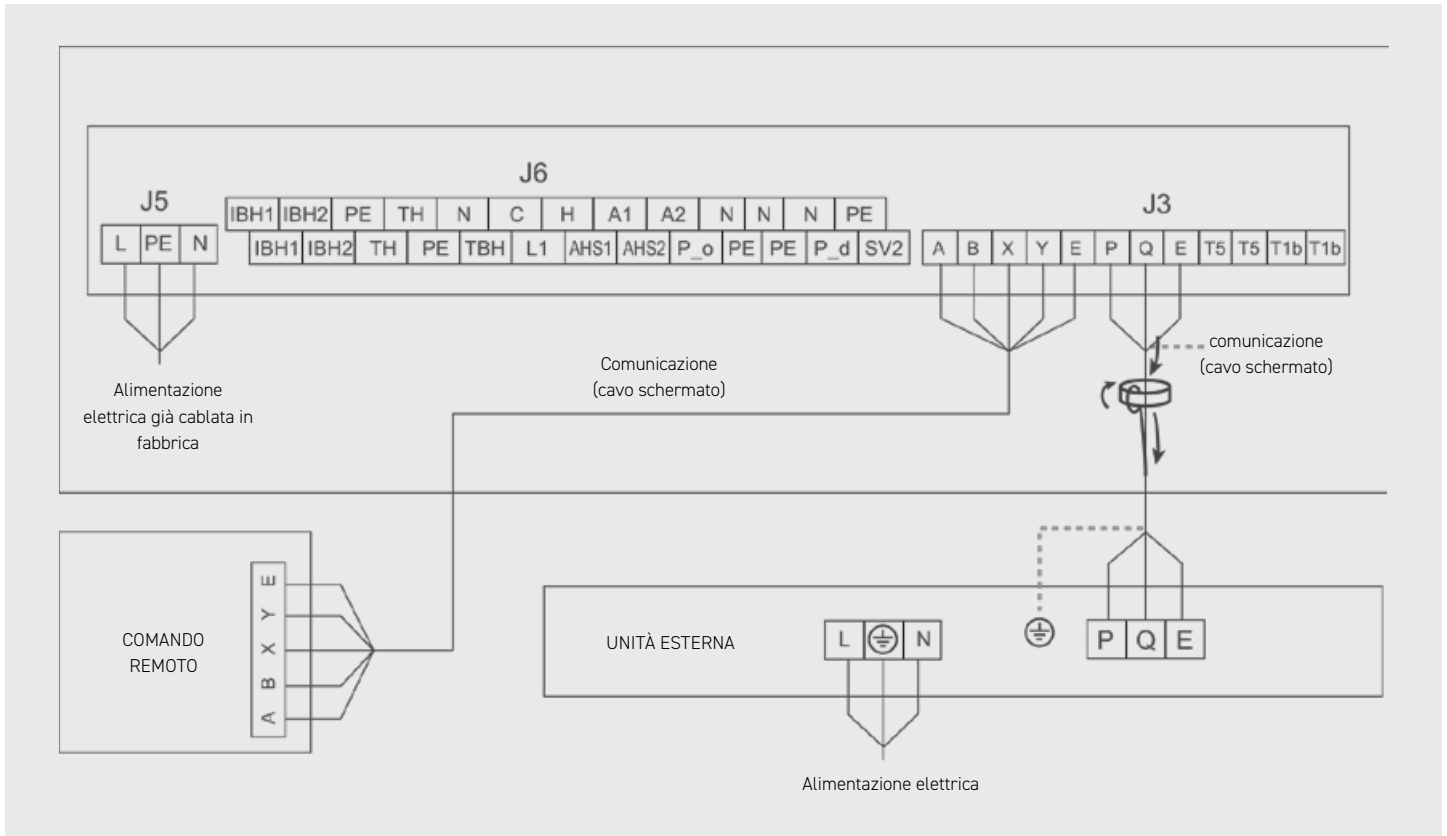 J6
J5
J3
IBH1 IBH2 PE TH N C H A1 A2 N N N PE
L PE N
IBH1 IBH2 TH PE TBH L1 AHS1 AHS2 P_o PE PE P_d SV2
A B X Y E P Q E T5 T5 T1b T1b
Comunicazione
(cavo schermato)
comunicazione
(cavo schermato)
Alimentazione
elettrica già cablata in
fabbrica
COMANDO
REMOTO
E
Y
X
B
A
UNITÀ ESTERNA
L N
P Q E
Alimentazione elettrica